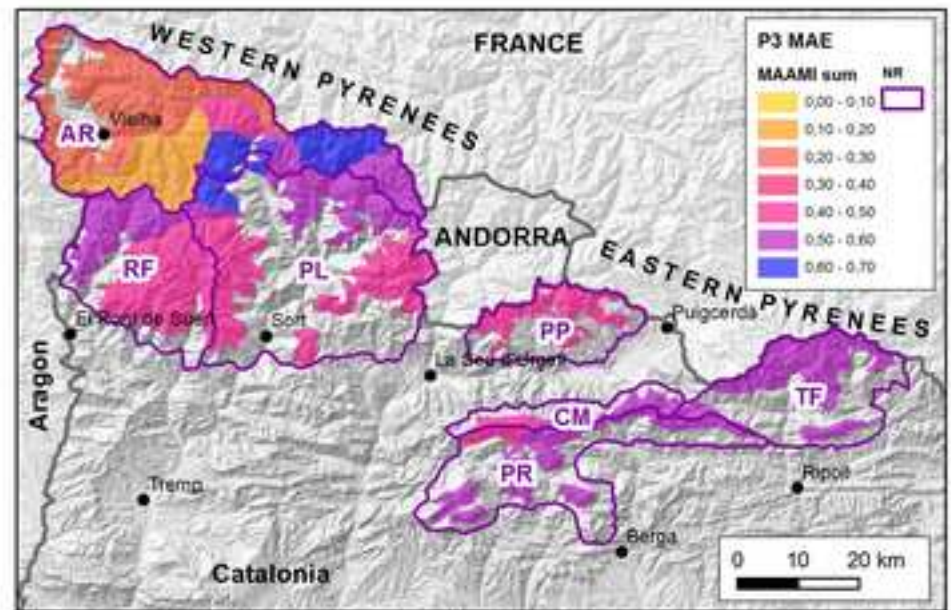 WESTERN PYRENEES
FRANCE
P3 MAE
MAAMI sum
NR
0,00 - 0,10
0,10 - 0,20
0,20 - 0,30
0,30 - 0,40
0,40 - 0,50
0,50 - 0,60
0,60 - 0,70
AR
Vielha
ANDORRA
EASTERN PYRENEES
RF
PL
PP
Puigcerdà
El Pont de Suert
Sort
La Seu d'Urgell
Aragon
TF
CM
PR
Ripoll
Tremp
Berga
Catalonia
0 10 20 km